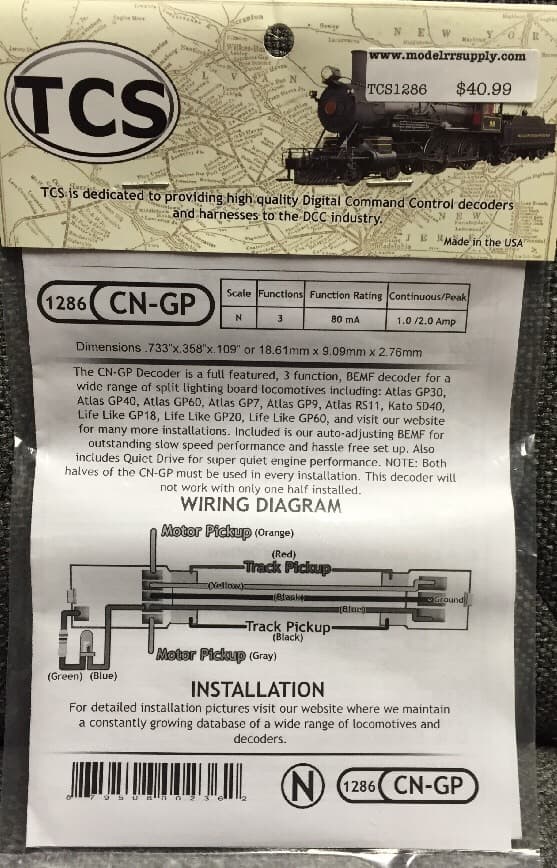 www.modelrrsupply.com
TCS1286 $40.99
TCS
TCS is dedicated to providing high quality Digital Command Control decoders
and harnesses to the DCC industry.
Made in the USA
1286 CN-GP
Scale Functions Function Rating Continuous/Peak
N 3 80 mA 1.0 /2.0 Amp
Dimensions .733"x.358"x.109" or 18.61mm x 9.09mm x 2.76mm
The CN-GP Decoder is a full featured, 3 function, BEMF decoder for a
wide range of split lighting board locomotives including: Atlas GP30,
Atlas GP40, Atlas GP60, Atlas GP7, Atlas GP9, Atlas RS11, Kato SD40,
Life Like GP18, Life Like GP20, Life Like GP60, and visit our website
for many more installations. Included is our auto-adjusting BEMF for
outstanding slow speed performance and hassle free set up. Also
includes Quiet Drive for super quiet engine performance. NOTE: Both
halves of the CN-GP must be used in every installation. This decoder will
not work with only one half installed.
WIRING DIAGRAM
Motor Pickup (Orange)
(Red)
Track Pickup
(Yellow)
(Black)
(Blue)
Ground
Track Pickup
(Black)
Motor Pickup (Gray)
(Green) (Blue)
INSTALLATION
For detailed installation pictures visit our website where we maintain
a constantly growing database of a wide range of locomotives and
decoders.
N 1286 CN-GP